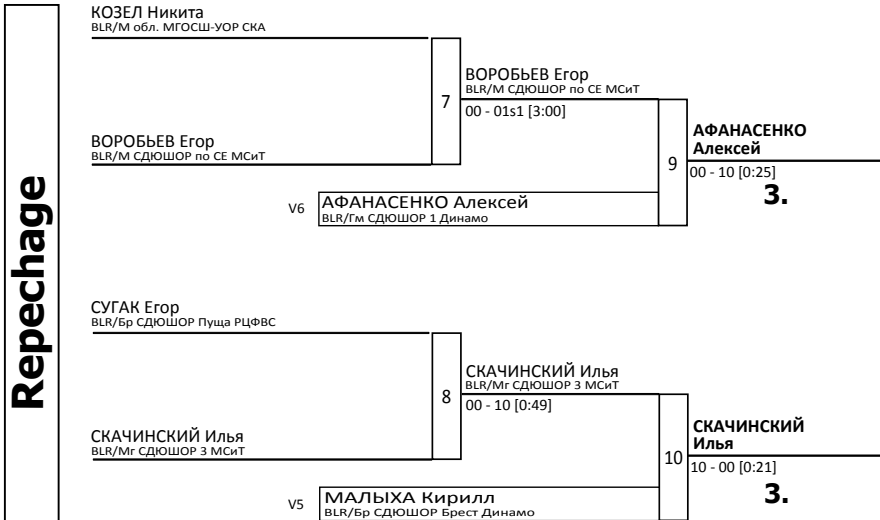 Repechage
КОЗЕЛ Никита
BLR/М обл. МГОСШ-УОР СКА
7
ВОРОБЬЕВ Егор
BLR/М СДЮШОР по СЕ МСиТ
00 - 01s1 [3:00]
ВОРОБЬЕВ Егор
BLR/М СДЮШОР по СЕ МСиТ
9
АФАНАСЕНКО
Алексей
00 - 10 [0:25]
3.
V6
АФАНАСЕНКО Алексей
BLR/Гм СДЮШОР 1 Динамо
СУГАК Егор
BLR/Бр СДЮШОР Пуща РЦФВС
8
СКАЧИНСКИЙ Илья
BLR/Мг СДЮШОР 3 МСиТ
00 - 10 [0:49]
СКАЧИНСКИЙ Илья
BLR/Мг СДЮШОР 3 МСиТ
10
СКАЧИНСКИЙ
Илья
10 - 00 [0:21]
3.
V5
МАЛЫХА Кирилл
BLR/Бр СДЮШОР Брест Динамо